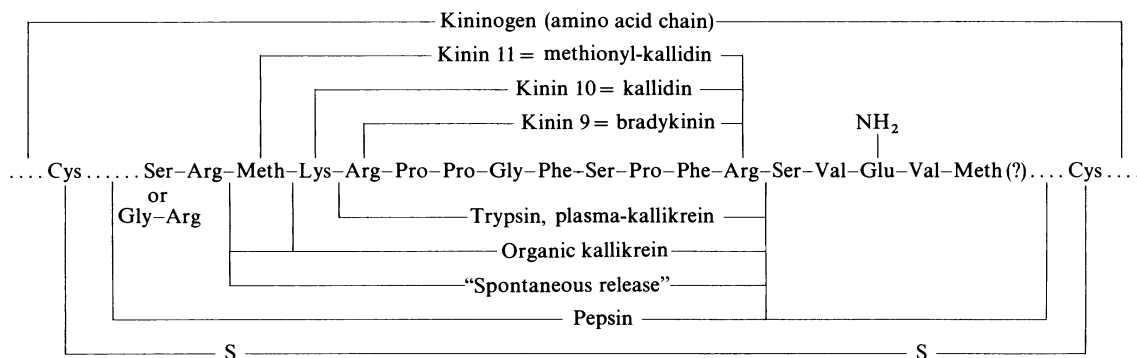 Kininogen (amino acid chain)
Kinin 11 = methionyl-kallidin
Kinin 10 = kallidin
Kinin 9 = bradykinin
NH2
.... Cys ...... Ser–Arg–Meth–Lys–Arg–Pro–Pro–Gly–Phe–Ser–Pro–Phe–Arg–Ser–Val–Glu–Val–Meth (?) .... Cys ....
or
Gly–Arg
Trypsin, plasma-kallikrein
Organic kallikrein
“Spontaneous release”
Pepsin
S S